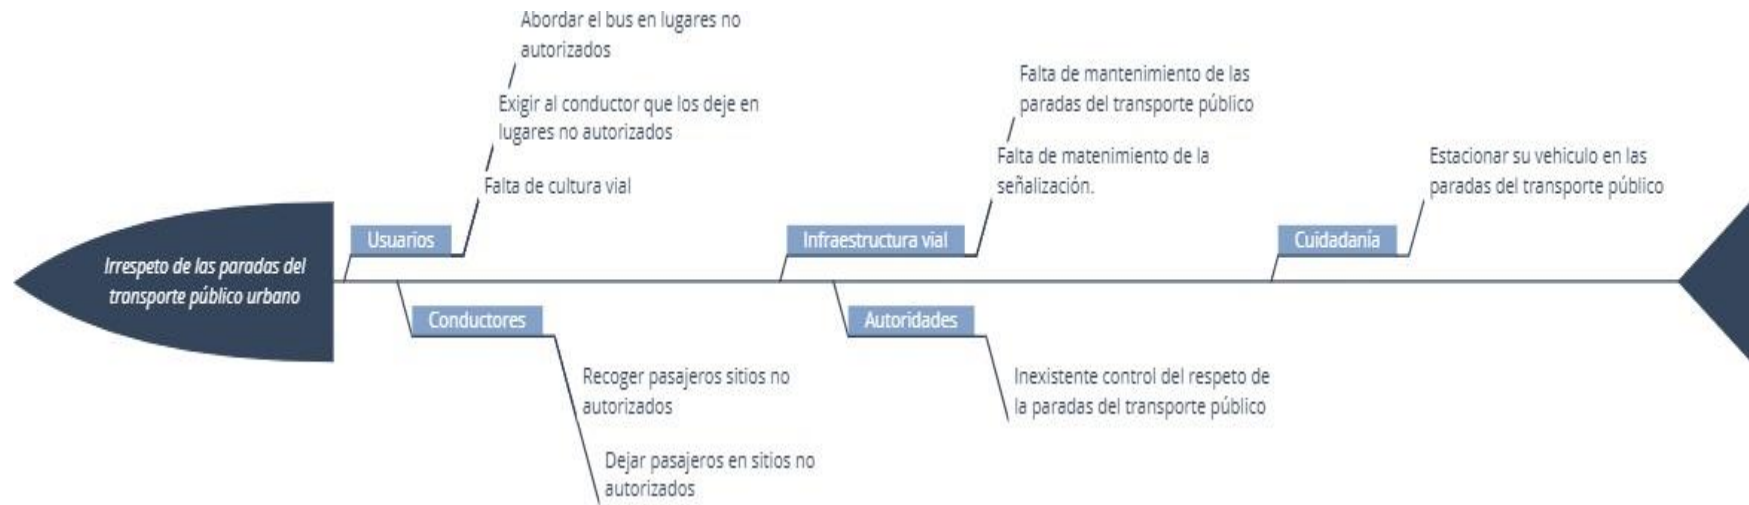 Abordar el bus en lugares no
autorizados
Exigir al conductor que los deje en
lugares no autorizados
Falta de cultura vial
Usuarios
Falta de mantenimiento de las
paradas del transporte público
Falta de matenimiento de la
señalización.
Infraestructura vial
Estacionar su vehiculo en las
paradas del transporte público
Cuidadanía
Irrespeto de las paradas del
transporte público urbano
Conductores
Recoger pasajeros sitios no
autorizados
Dejar pasajeros en sitios no
autorizados
Autoridades
Inexistente control del respeto de
la paradas del transporte público